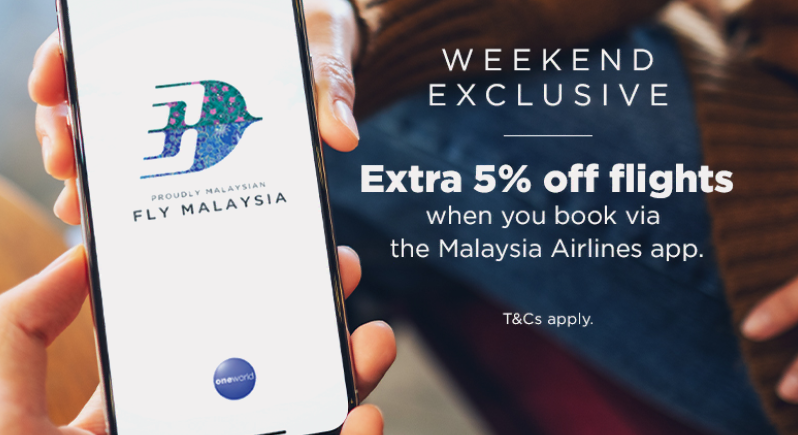 WEEKEND
EXCLUSIVE
Extra 5% off flights
when you book via
the Malaysia Airlines app.
T&Cs apply.
PROUDLY MALAYSIAN
FLY MALAYSIA
oneworld